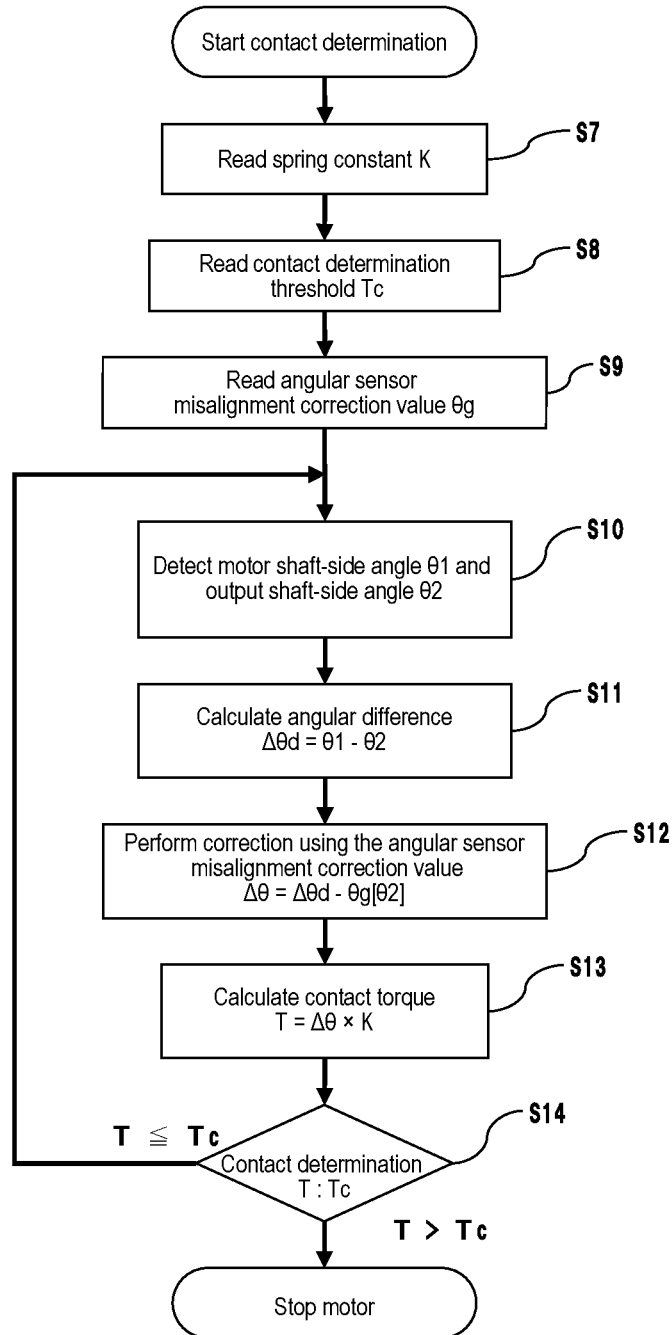 Start contact determination
S7
Read spring constant K
S8
Read contact determination
threshold Tc
S9
Read angular sensor
misalignment correction value θg
S10
Detect motor shaft-side angle θ1 and
output shaft-side angle θ2
S11
Calculate angular difference
Δθd = θ1 - θ2
S12
Perform correction using the angular sensor
misalignment correction value
Δθ = Δθd - θg[θ2]
S13
Calculate contact torque
T = Δθ × K
S14
T ≦ Tc
Contact determination
T : Tc
T > Tc
Stop motor